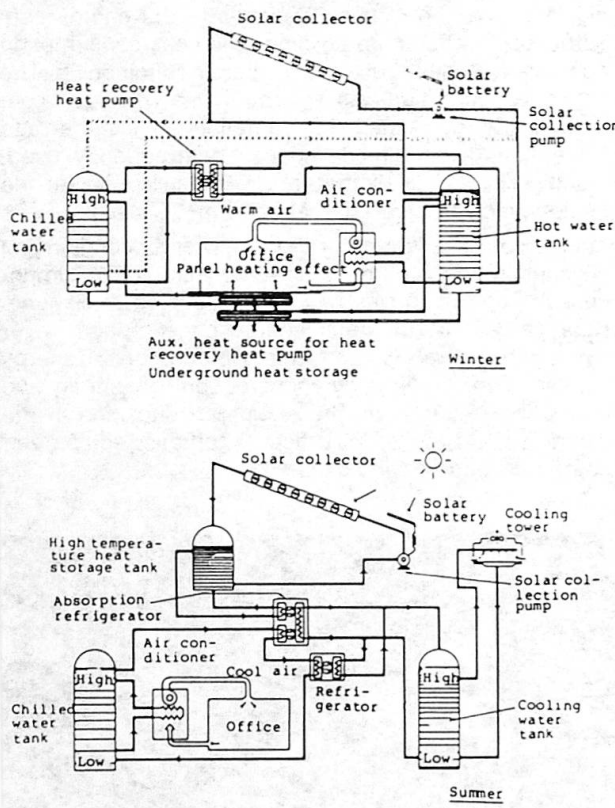 Solar collector
Heat recovery
heat pump
Solar
battery
Solar
collection
pump
High
Chilled
water
tank
Low
Air con-
ditioner
Warm air
Office
Panel heating effect
High
Hot water
tank
Low
Aux. heat source for heat
recovery heat pump
Underground heat storage
Winter
Solar collector
Solar
battery
Cooling
tower
High tempera-
ture heat
storage tank
Solar col-
lection
pump
Absorption
refrigerator
Air con-
ditioner
Cool air
Refri-
gerator
High
Chilled
water
tank
Low
Office
High
Cooling
water
tank
Low
Summer